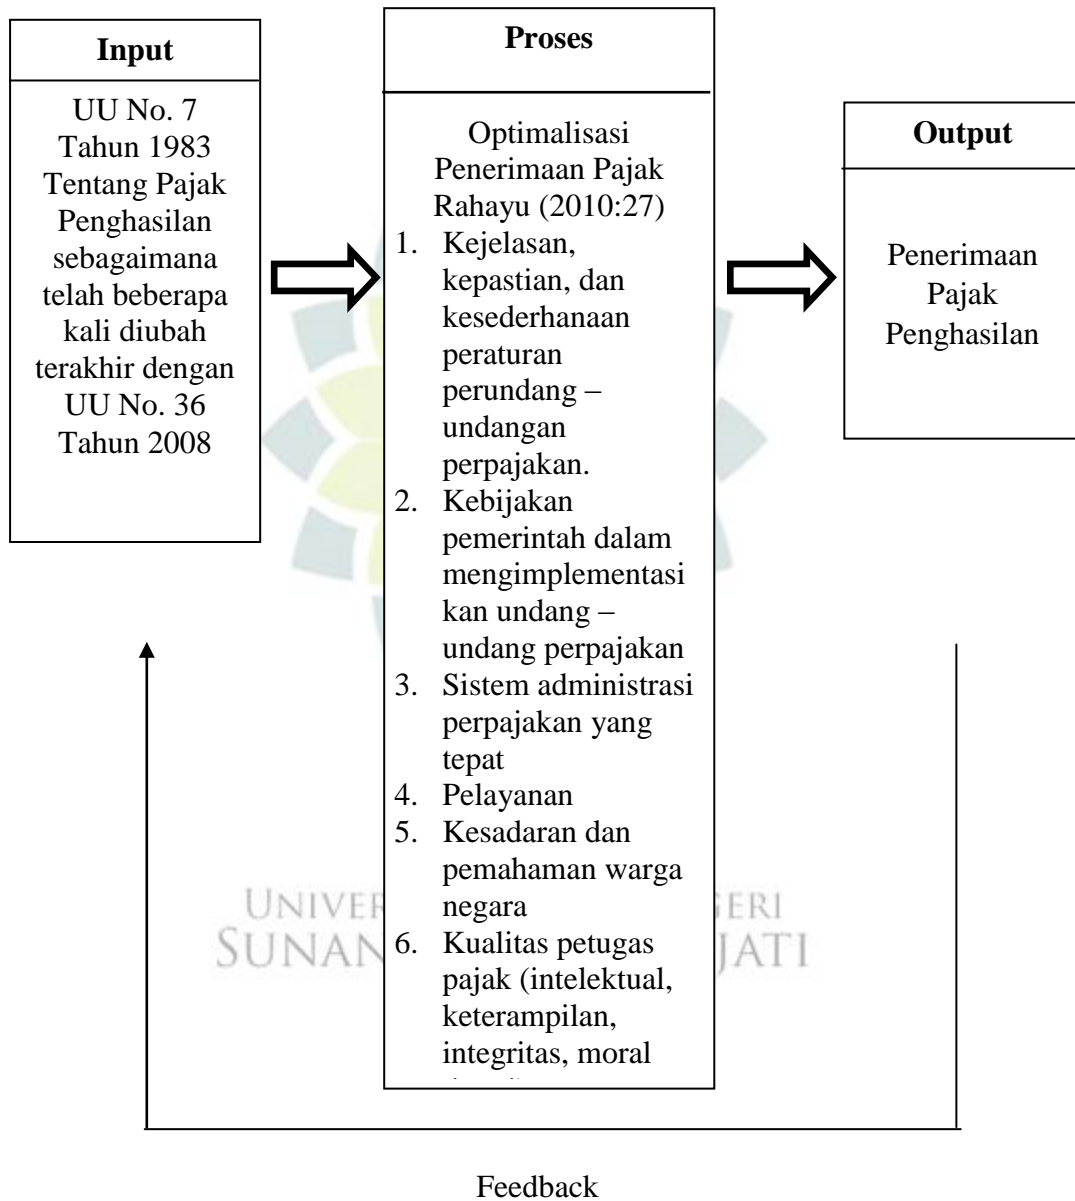 Input
UU No. 7
Tahun 1983
Tentang Pajak
Penghasilan
sebagaimana
telah beberapa
kali diubah
terakhir dengan
UU No. 36
Tahun 2008
Proses
Optimalisasi
Penerimaan Pajak
Rahayu (2010:27)
1. Kejelasan,
kepastian, dan
kesederhanaan
peraturan
perundang –
undangan
perpajakan.
2. Kebijakan
pemerintah dalam
mengimplementasi
kan undang –
undang perpajakan
3. Sistem administrasi
perpajakan yang
tepat
4. Pelayanan
5. Kesadaran dan
pemahaman warga
negara
6. Kualitas petugas
pajak (intelektual,
keterampilan,
integritas, moral
Output
Penerimaan
Pajak
Penghasilan
Feedback